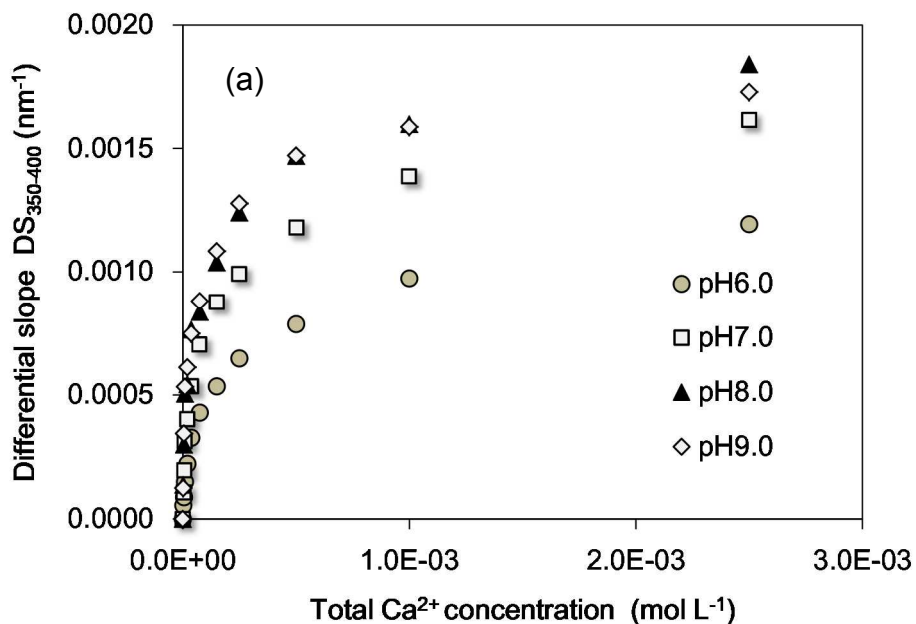 (a)
Differential slope DS350-400 (nm-1)
0.0020
0.0015
0.0010
0.0005
0.0000
0.0E+00
1.0E-03
2.0E-03
3.0E-03
Total Ca2+ concentration (mol L-1)
pH6.0
pH7.0
pH8.0
pH9.0